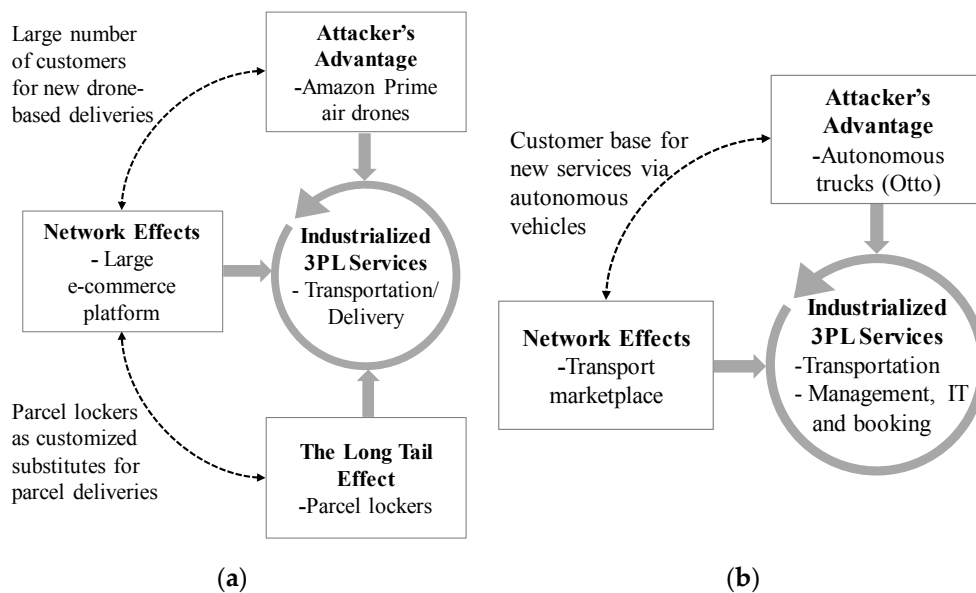 Large number
of customers
for new drone-
based deliveries
Attacker's
Advantage
-Amazon Prime
air drones
Network Effects
- Large
e-commerce
platform
Industrialized
3PL Services
- Transportation/
Delivery
Parcel lockers
as customized
substitutes for
parcel deliveries
The Long Tail
Effect
-Parcel lockers
(a)
Customer base for
new services via
autonomous
vehicles
Attacker's
Advantage
-Autonomous
trucks (Otto)
Network Effects
-Transport
marketplace
Industrialized
3PL Services
-Transportation
- Management, IT
and booking
(b)